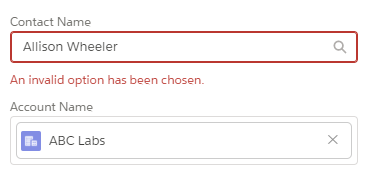 Contact Name
Allison Wheeler
An invalid option has been chosen.
Account Name
ABC Labs